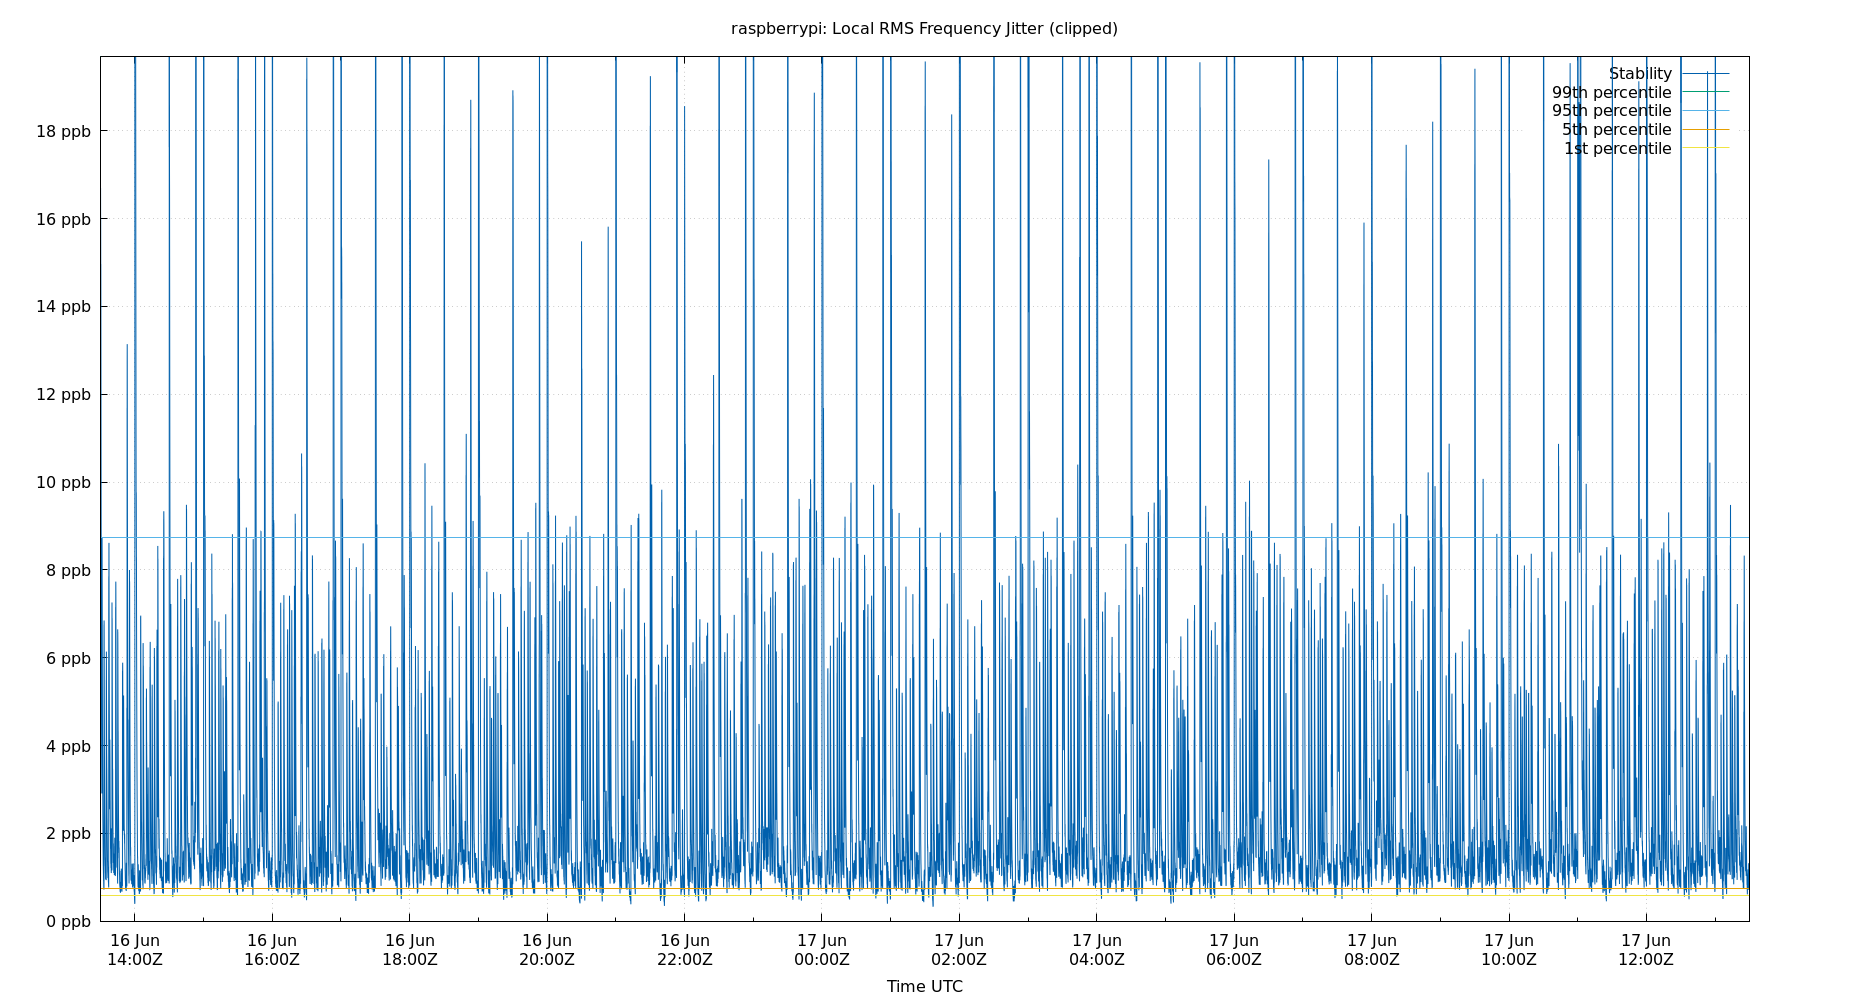 raspberrypi: Local RMS Frequency Jitter (clipped)
Stability
99th percentile
95th percentile
5th percentile
1st percentile
18 ppb
16 ppb
14 ppb
12 ppb
10 ppb
8 ppb
6 ppb
4 ppb
2 ppb
0 ppb
16 Jun 16 Jun 16 Jun 16 Jun 16 Jun 17 Jun 17 Jun 17 Jun 17 Jun 17 Jun 17 Jun 17 Jun
14:00Z 16:00Z 18:00Z 20:00Z 22:00Z 00:00Z 02:00Z 04:00Z 06:00Z 08:00Z 10:00Z 12:00Z
Time UTC